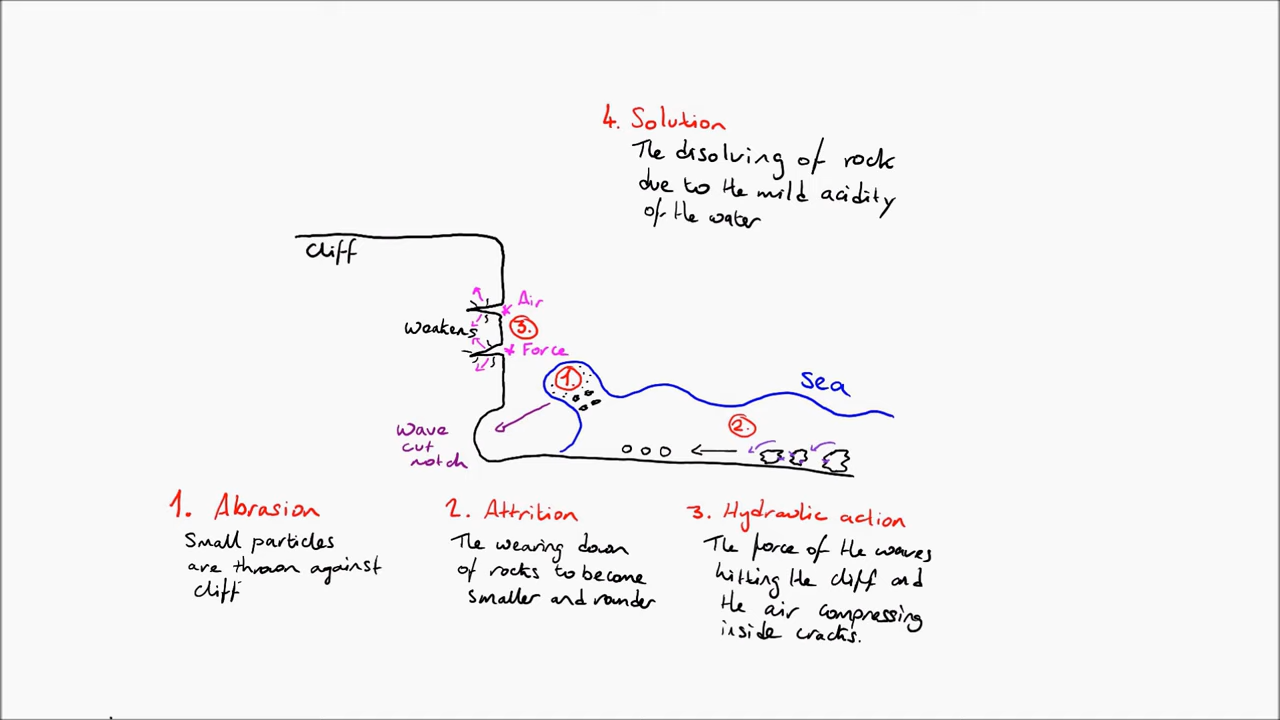 4. Solution
The disolving of rock
due to the mild acidity
of the water
Cliff
Air
Weakens
3.
Force
1.
Sea
2.
Wave
cut
notch
1. Abrasion
Small particles
are thrown against
cliff
2. Attrition
The wearing down
of rocks to become
smaller and rounder
3. Hydraulic action
The force of the waves
hitting the cliff and
the air compressing
inside cracks.